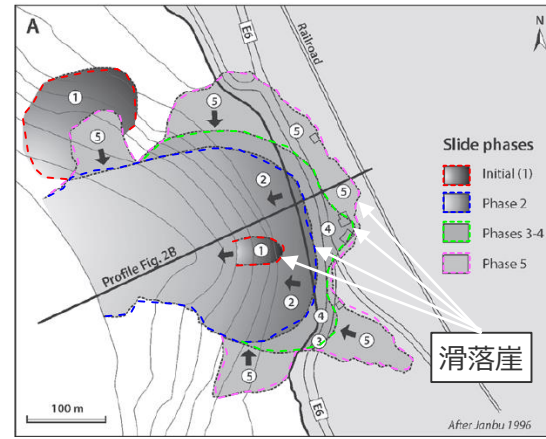 A
E6
Railroad
N
1
5
5
5
2
5
4
1
Profile Fig. 2B
2
4
3
5
5
E6
100 m
Slide phases
Initial (1)
Phase 2
Phases 3-4
Phase 5
滑落崖
After Janbu 1996